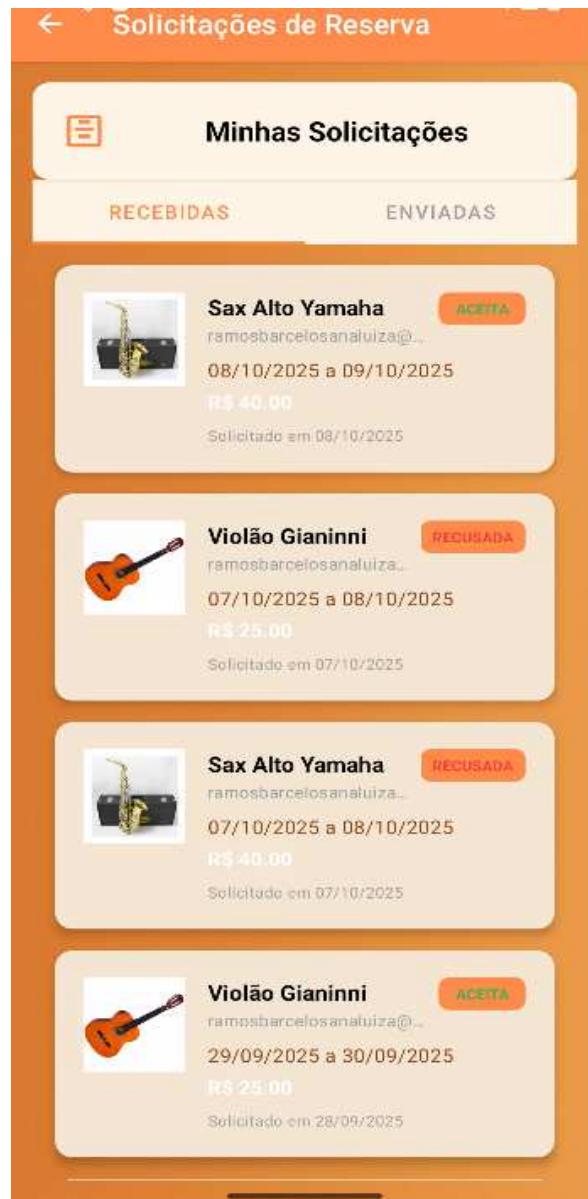 Solicitações de Reserva
Minhas Solicitações
RECEBIDAS
ENVIADAS
Sax Alto Yamaha
ACEITA
ramosbarcelosanaluiza@...
08/10/2025 a 09/10/2025
R$ 40.00
Solicitado em 08/10/2025
Violão Gianinni
RECUSADA
ramosbarcelosanaluiza...
07/10/2025 a 08/10/2025
R$ 25.00
Solicitado em 07/10/2025
Sax Alto Yamaha
RECUSADA
ramosbarcelosanaluiza...
07/10/2025 a 08/10/2025
R$ 40.00
Solicitado em 07/10/2025
Violão Gianinni
ACEITA
ramosbarcelosanaluiza@...
29/09/2025 a 30/09/2025
R$ 25.00
Solicitado em 28/09/2025